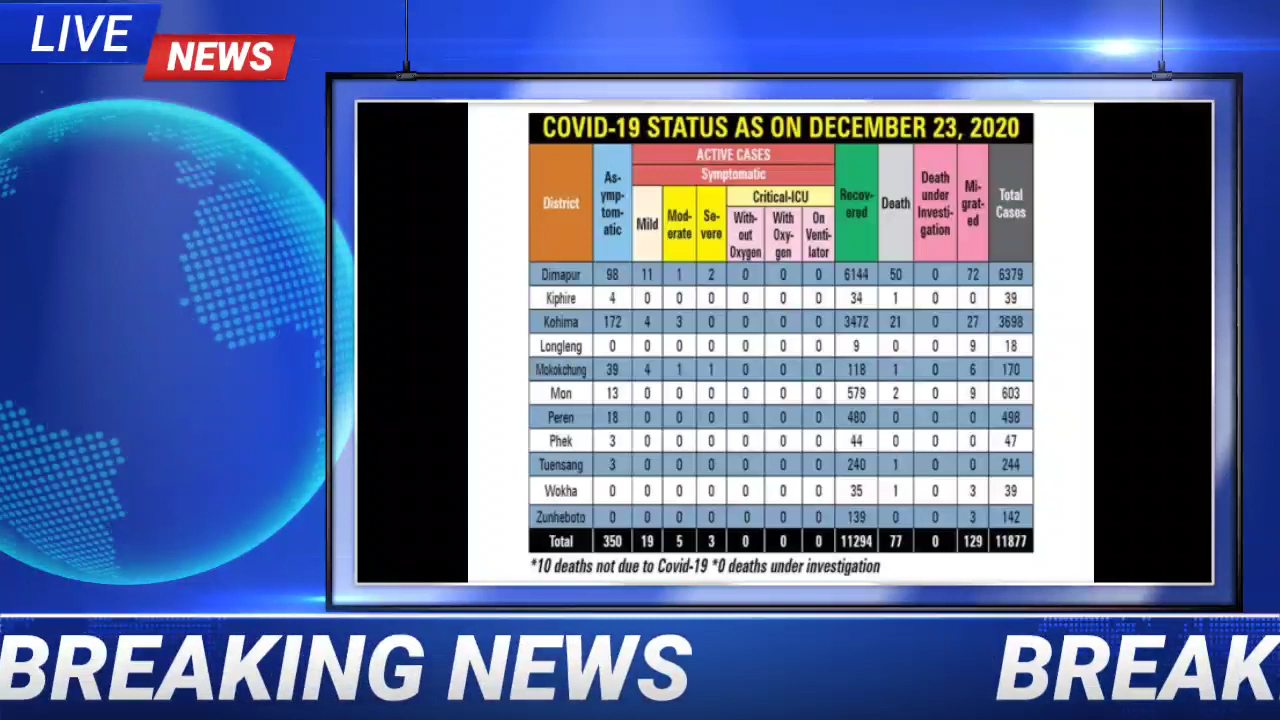 LIVE
NEWS
COVID-19 STATUS AS ON DECEMBER 23, 2020
District
As-
ymp-
tom-
atic
ACTIVE CASES
Symptomatic
Mild
Mod-
erate
Se-
vere
Critical-ICU
With-
out
Oxygen
With
Oxy-
gen
On
Venti-
lator
Recov-
ered
Death
Death
under
Investi-
gation
Mi-
grat-
ed
Total
Cases
Dimapur 98 11 1 2 0 0 0 6144 50 0 72 6379
Kiphire 4 0 0 0 0 0 0 34 1 0 0 39
Kohima 172 4 3 0 0 0 0 3472 21 0 27 3698
Longleng 0 0 0 0 0 0 0 9 0 0 9 18
Mokokchung 39 4 1 1 0 0 0 118 1 0 6 170
Mon 13 0 0 0 0 0 0 579 2 0 9 603
Peren 18 0 0 0 0 0 0 480 0 0 0 498
Phek 3 0 0 0 0 0 0 44 0 0 0 47
Tuensang 3 0 0 0 0 0 0 240 1 0 0 244
Wokha 0 0 0 0 0 0 0 35 1 0 3 39
Zunheboto 0 0 0 0 0 0 0 139 0 0 3 142
Total 350 19 5 3 0 0 0 11294 77 0 129 11877
*10 deaths not due to Covid-19 *0 deaths under investigation
BREAKING NEWS BREAK